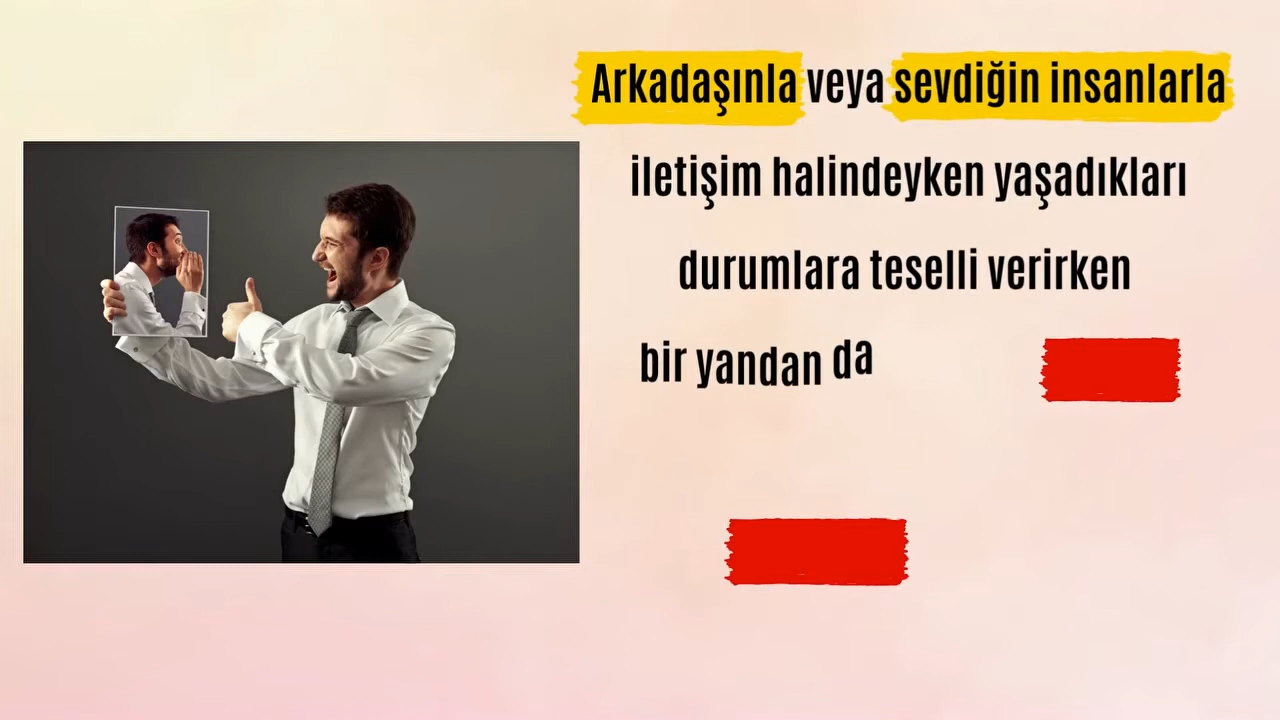 Arkadaşınla veya sevdiğin insanlarla
iletişim halindeyken yaşadıkları
durumlara teselli verirken
bir yandan da